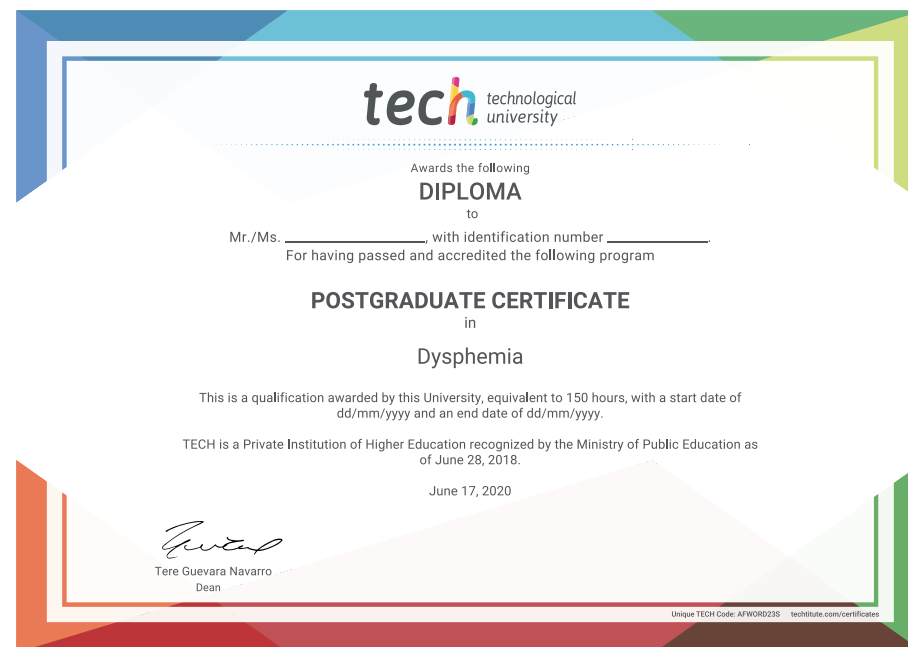 tech technological
university
Awards the following
DIPLOMA
to
Mr./Ms. ____________________, with identification number ______________.
For having passed and accredited the following program
POSTGRADUATE CERTIFICATE
in
Dysphemia
This is a qualification awarded by this University, equivalent to 150 hours, with a start date of
dd/mm/yyyy and an end date of dd/mm/yyyy.
TECH is a Private Institution of Higher Education recognized by the Ministry of Public Education as
of June 28, 2018.
June 17, 2020
Tere Guevara Navarro
Dean
Unique TECH Code: AFWORD23S techtitute.com/certificates